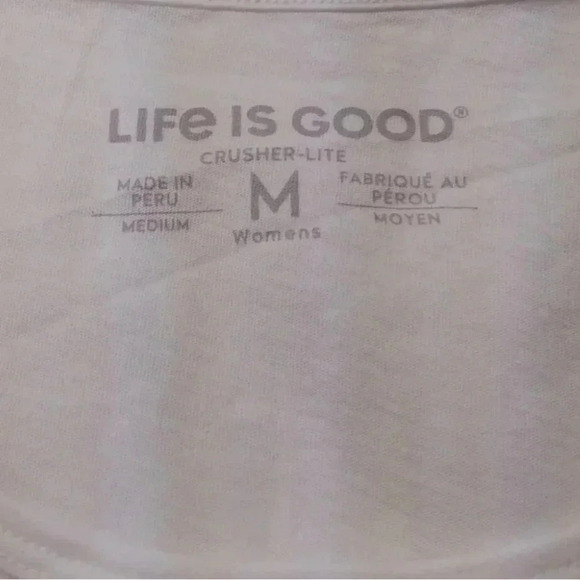 LIFe IS GOOD®
CRUSHER-LITE
MADE IN
PERU
MEDIUM
M
Womens
FABRIQUÉ AU
PÉROU
MOYEN